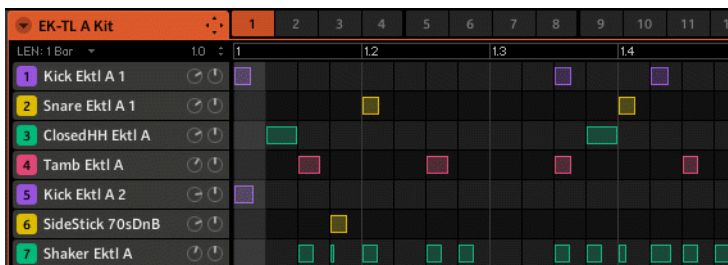 EK-TL A Kit 1 2 3 4 5 6 7 8 9 10 11
LEN: 1 Bar 1.0 1 1.2 1.3 1.4
1 Kick Ektl A 1
2 Snare Ektl A 1
3 ClosedHH Ektl A
4 Tamb Ektl A
5 Kick Ektl A 2
6 SideStick 70sDnB
7 Shaker Ektl A